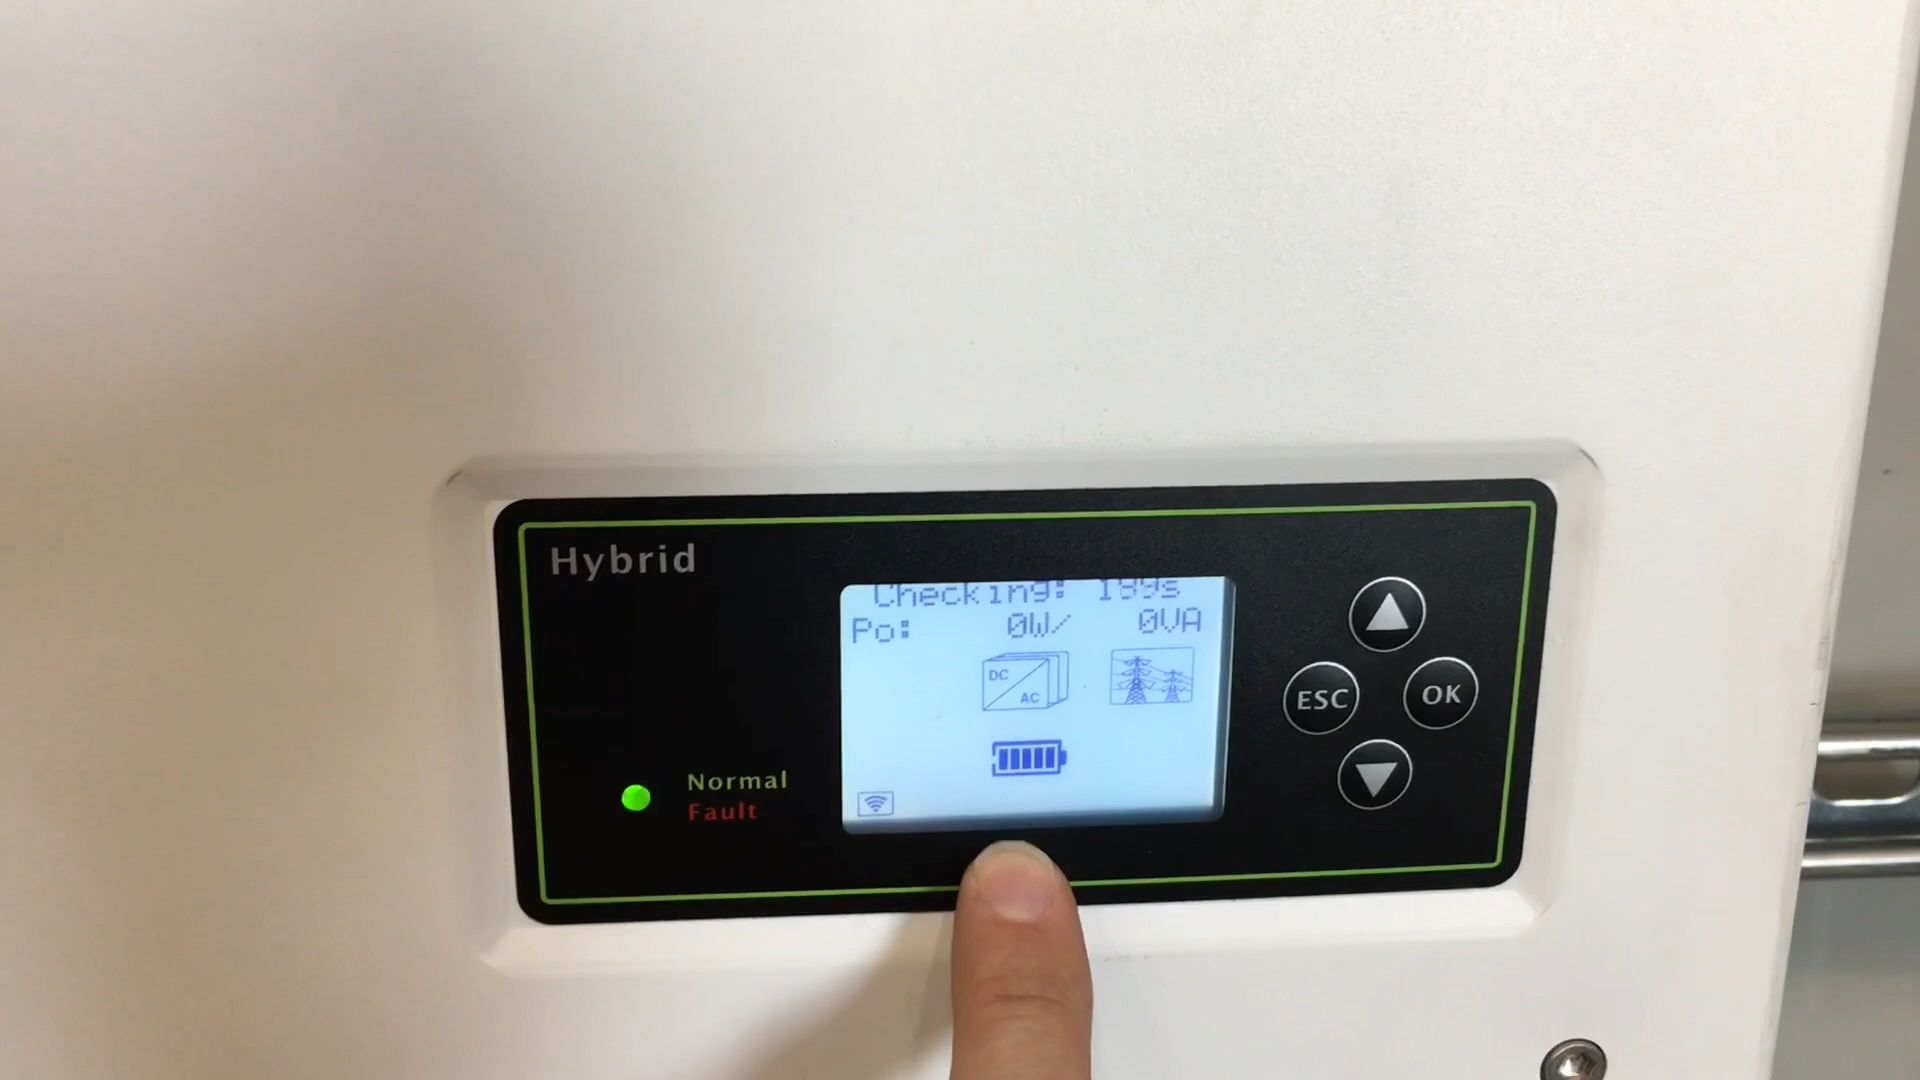 Hybrid
Checking: 199s
Po: 0W/ 0VA
DC
AC
ESC
OK
Normal
Fault